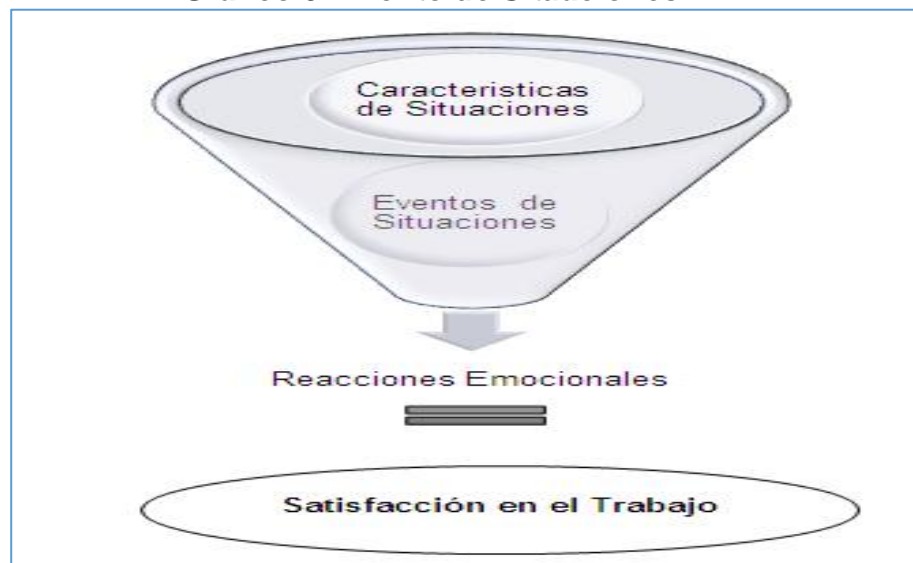 Caracteristicas
de Situaciones
Eventos de
Situaciones
Reacciones Emocionales
Satisfacción en el Trabajo